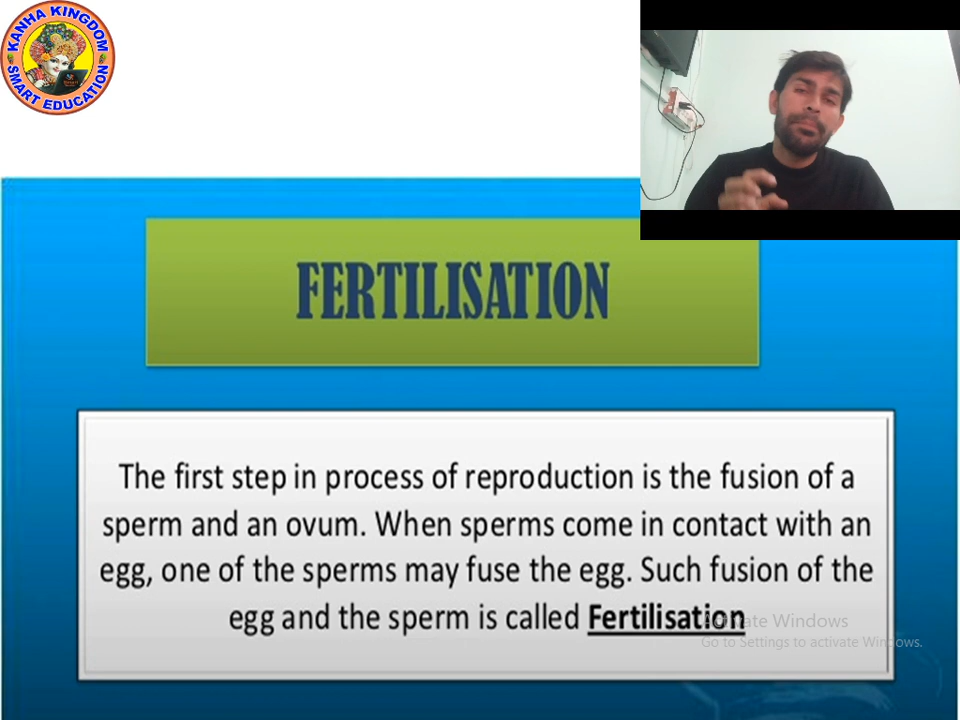 KANHA KINGDOM
SMART EDUCATION
FERTILISATION
The first step in process of reproduction is the fusion of a
sperm and an ovum. When sperms come in contact with an
egg, one of the sperms may fuse the egg. Such fusion of the
egg and the sperm is called Fertilisation
Activate Windows
Go to Settings to activate Windows.